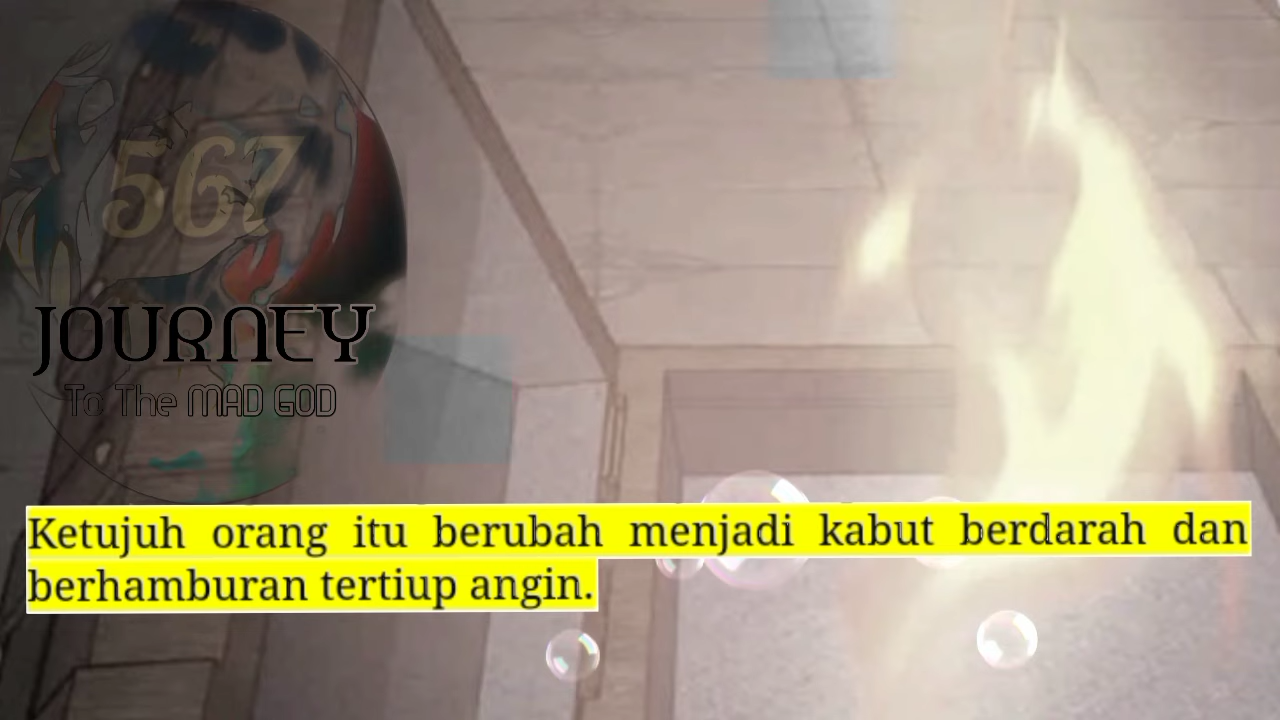 567
JOURNEY
To The MAD GOD
Ketujuh orang itu berubah menjadi kabut berdarah dan
berhamburan tertiup angin.